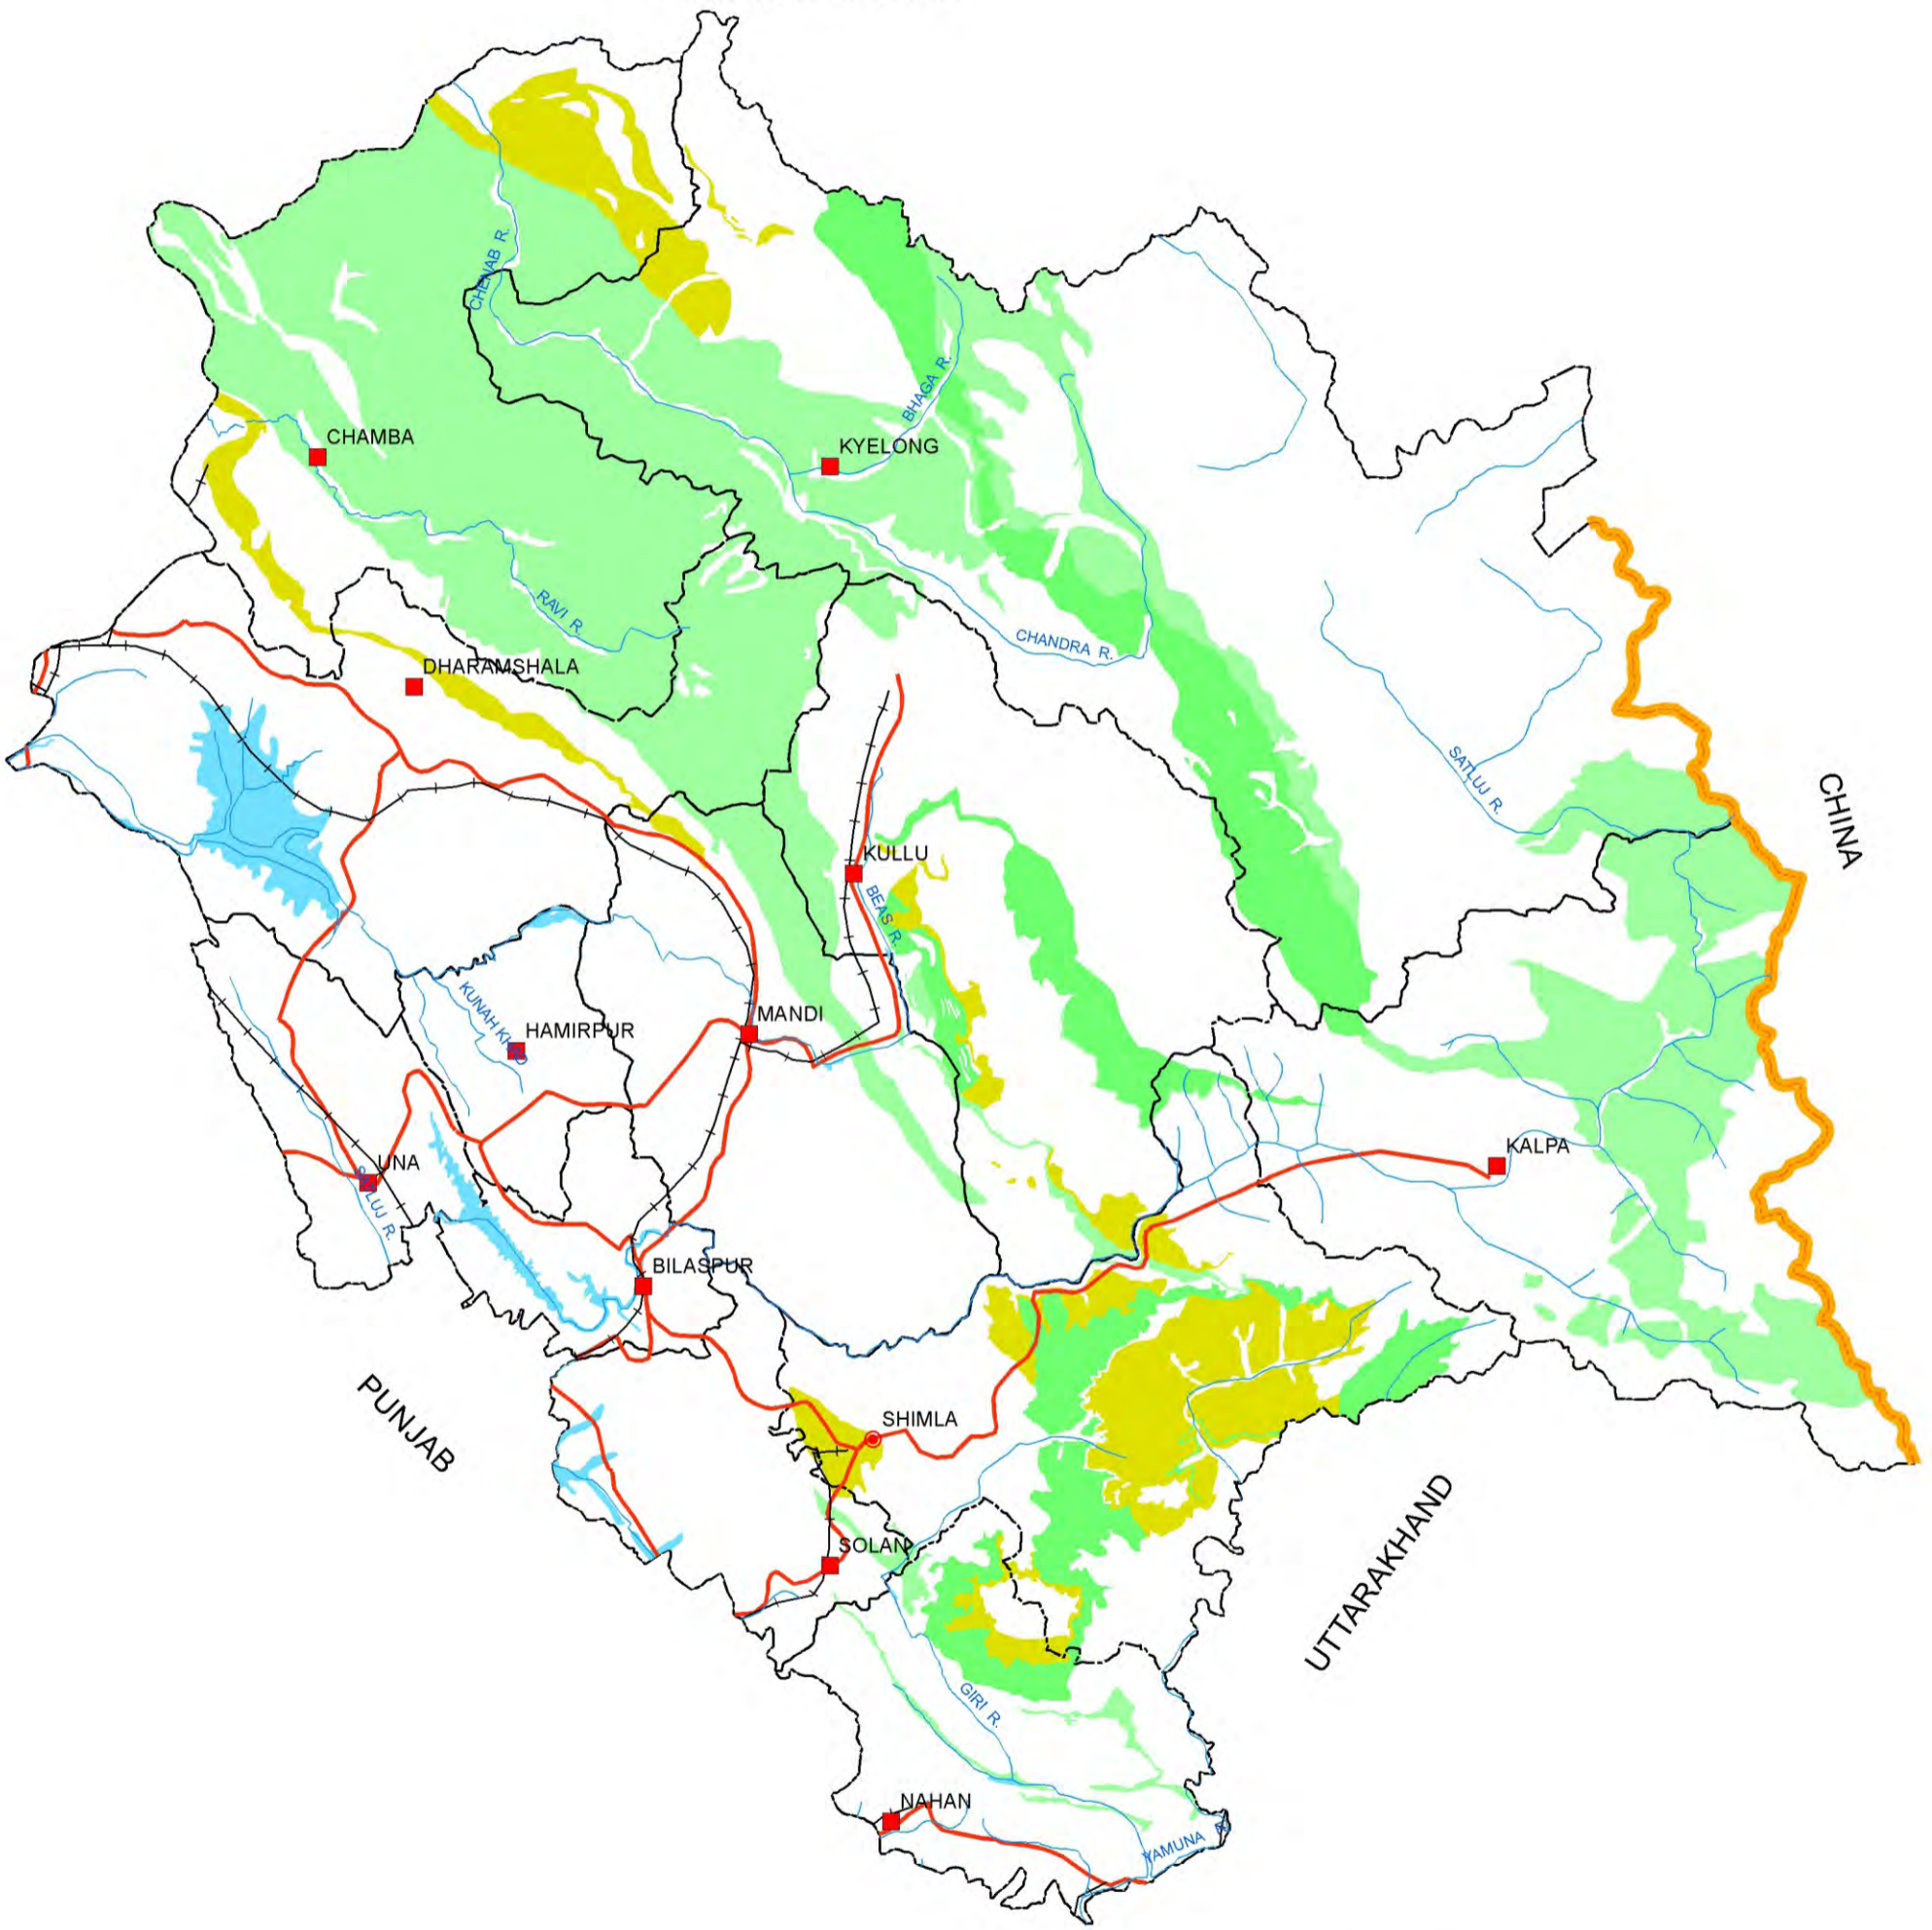 CHENAB R.
BHAGA R.
CHAMBA
KYELONG
RAVI R.
CHANDRA R.
DHARAMSHALA
SATLUJ R.
CHINA
KULLU
BEAS R.
MANDI
HAMIRPUR
UNA
KALPA
BILASPUR
PUNJAB
SHIMLA
SOLAN
UTTARAKHAND
GIRI R.
NAHAN
YAMUNA R.